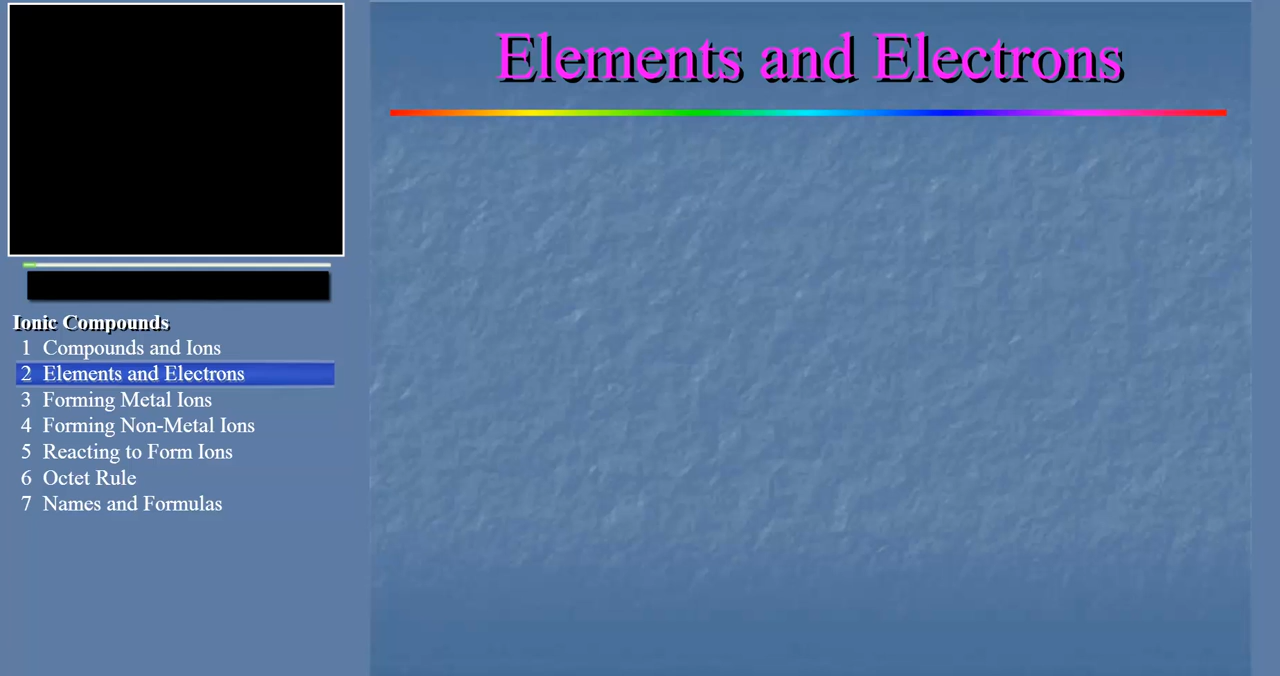 Elements and Electrons
Ionic Compounds
1 Compounds and Ions
2 Elements and Electrons
3 Forming Metal Ions
4 Forming Non-Metal Ions
5 Reacting to Form Ions
6 Octet Rule
7 Names and Formulas